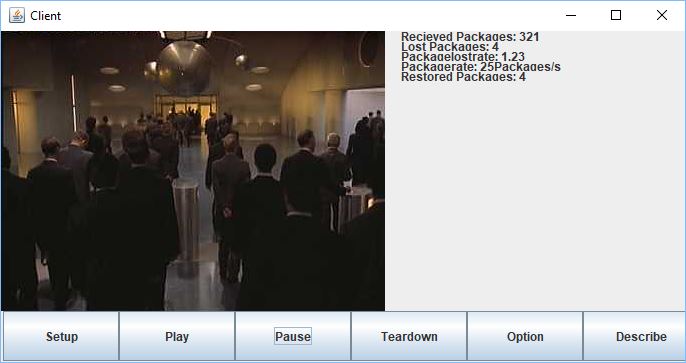 Client
Recieved Packages: 321
Lost Packages: 4
Packagelostrate: 1.23
Packagerate: 25Packages/s
Restored Packages: 4
Setup Play Pause Teardown Option Describe